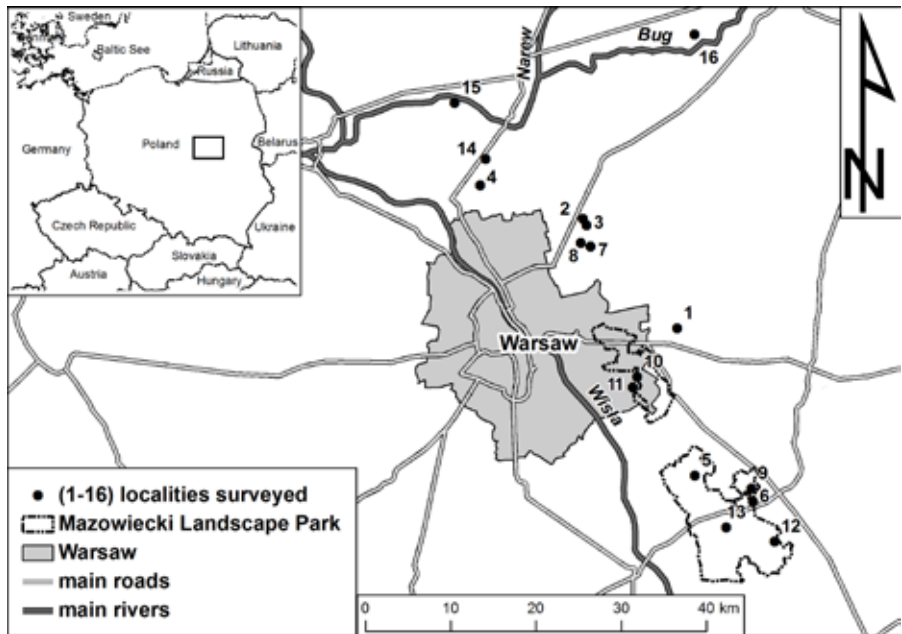 Sweden
Baltic See
Lithuania
Russia
Germany
Poland
Belarus
Czech Republic
Ukraine
Slovakia
Austria
Hungary
Narew
Bug
16
15
14
4
2
3
8
7
1
Warsaw
10
11
Wisła
5
9
6
13
12
N
(1-16) localities surveyed
Mazowiecki Landscape Park
Warsaw
main roads
main rivers
0 10 20 30 40 km